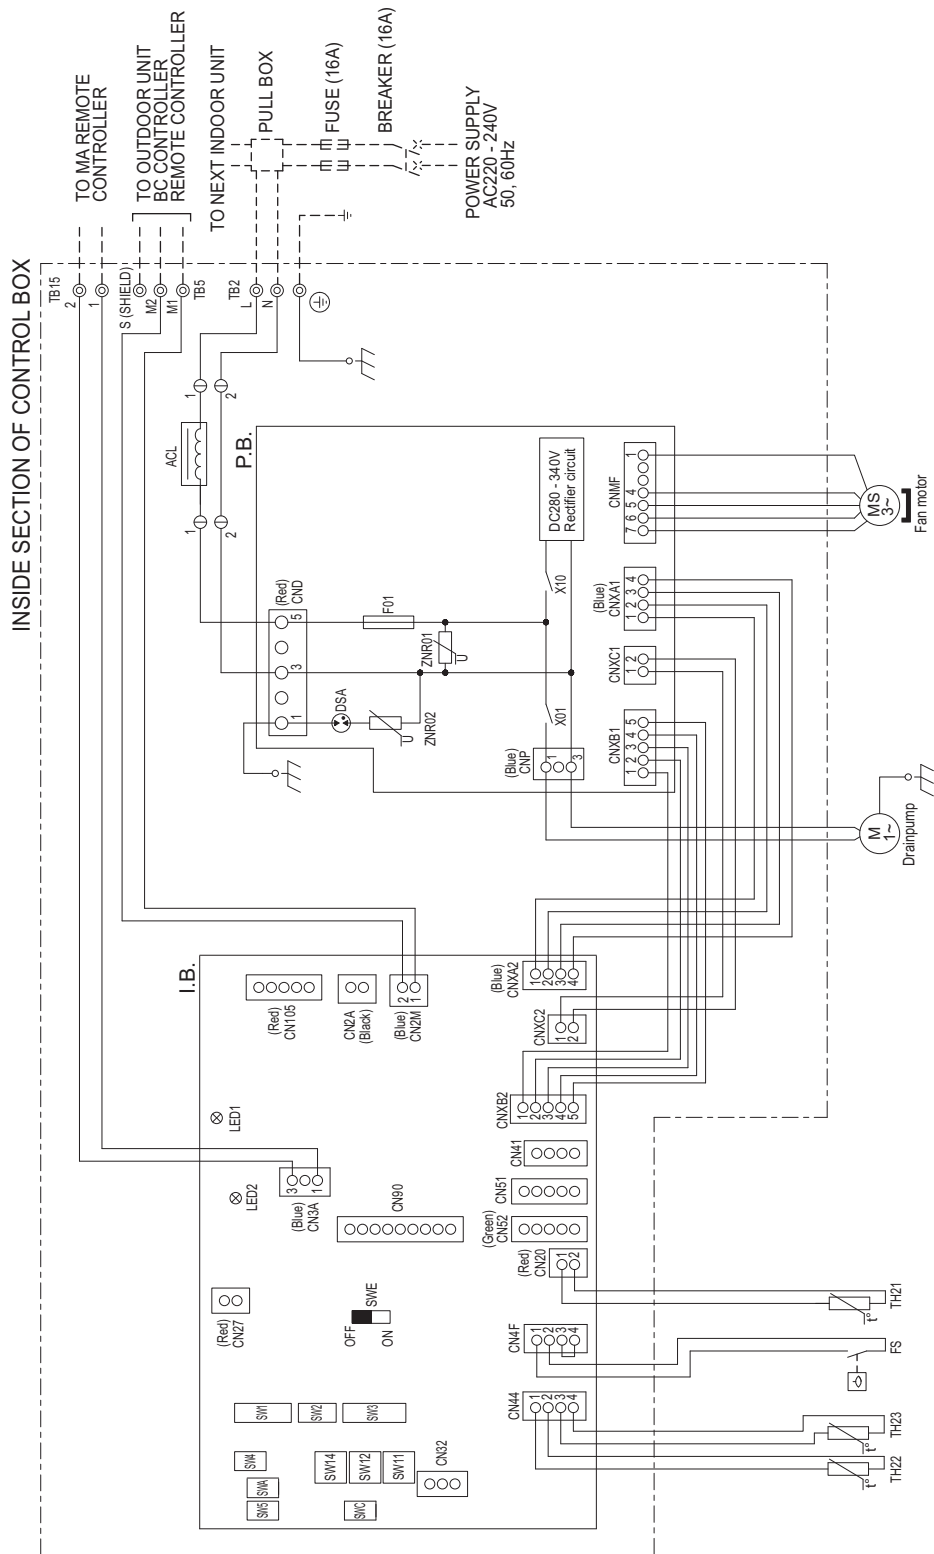 INSIDE SECTION OF CONTROL BOX
TO MA REMOTE
CONTROLLER
TO OUTDOOR UNIT
BC CONTROLLER
REMOTE CONTROLLER
TO NEXT INDOOR UNIT
PULL BOX
FUSE (16A)
BREAKER (16A)
POWER SUPPLY
AC220 - 240V
50, 60Hz
TB15
2
1
S (SHIELD)
M2
M1
TB5
TB2
L
N
1
2
ACL
1
2
P.B.
(Red)
CND
5
3
1
F01
ZNR01
U
DSA
ZNR02
U
X10
X01
DC280 - 340V
Rectifier circuit
(Blue)
CNP
1
3
CNMF
7 6 5 4 1
(Blue)
CNXA1
1 2 3 4
CNXC1
1 2
CNXB1
1 2 3 4 5
MS
3~
Fan motor
M
1~
Drainpump
I.B.
(Red)
CN105
CN2A
(Black)
(Blue)
CN2M
2
1
LED1
LED2
(Blue)
CN3A
3
1
CN90
(Red)
CN27
OFF
ON
SWE
SW1
SW2
SW3
SW4
SWA
SW5
SW14
SW12
SW11
SWC
CN32
(Blue)
CNXA2
1
2
3
4
CNXC2
1
2
CNXB2
1
2
3
4
5
CN41
CN51
(Green)
CN52
(Red)
CN20
1
2
CN4F
1
2
3
4
CN44
1
2
3
4
t°
TH21
FS
t°
TH23
t°
TH22